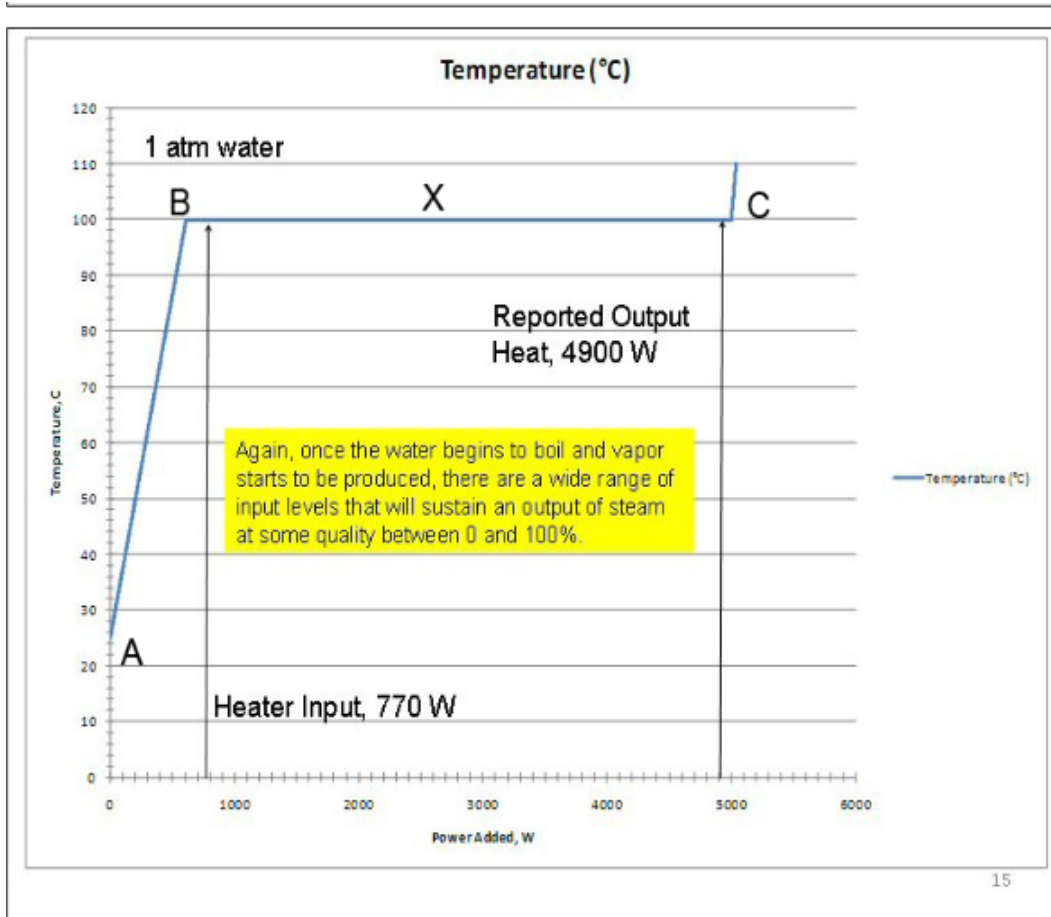 Temperature (°C)
120
110
100
90
80
70
60
50
40
30
20
10
0
1 atm water
B
X
C
Reported Output
Heat, 4900 W
Temperature, C
Again, once the water begins to boil and vapor
starts to be produced, there are a wide range of
input levels that will sustain an output of steam
at some quality between 0 and 100%.
Temperature (°C)
A
Heater Input, 770 W
0
1000
2000
3000
4000
5000
6000
Power Added, W
15